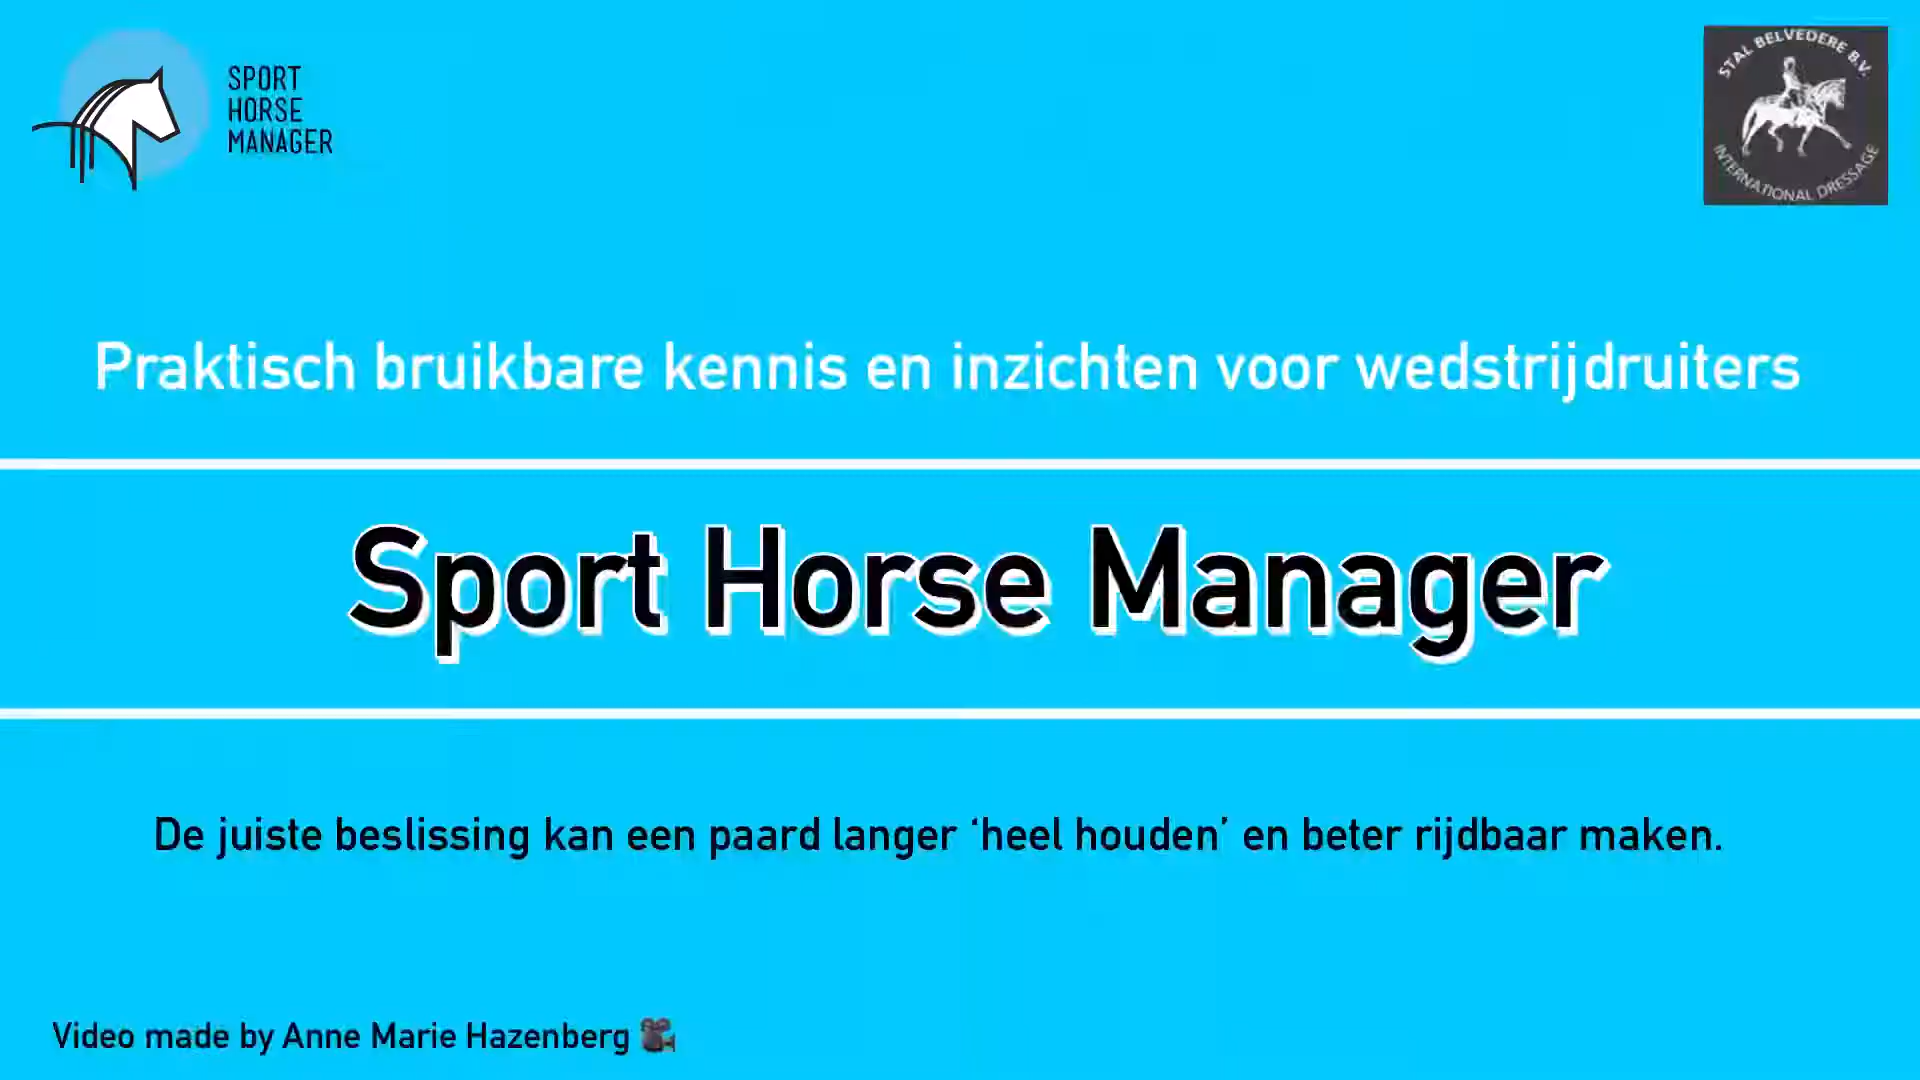 SPORT
HORSE
MANAGER
STAL BELVEDERE B.V.
INTERNATIONAL DRESSAGE
Praktisch bruikbare kennis en inzichten voor wedstrijdruiters
Sport Horse Manager
De juiste beslissing kan een paard langer ‘heel houden’ en beter rijdbaar maken.
Video made by Anne Marie Hazenberg 🎥